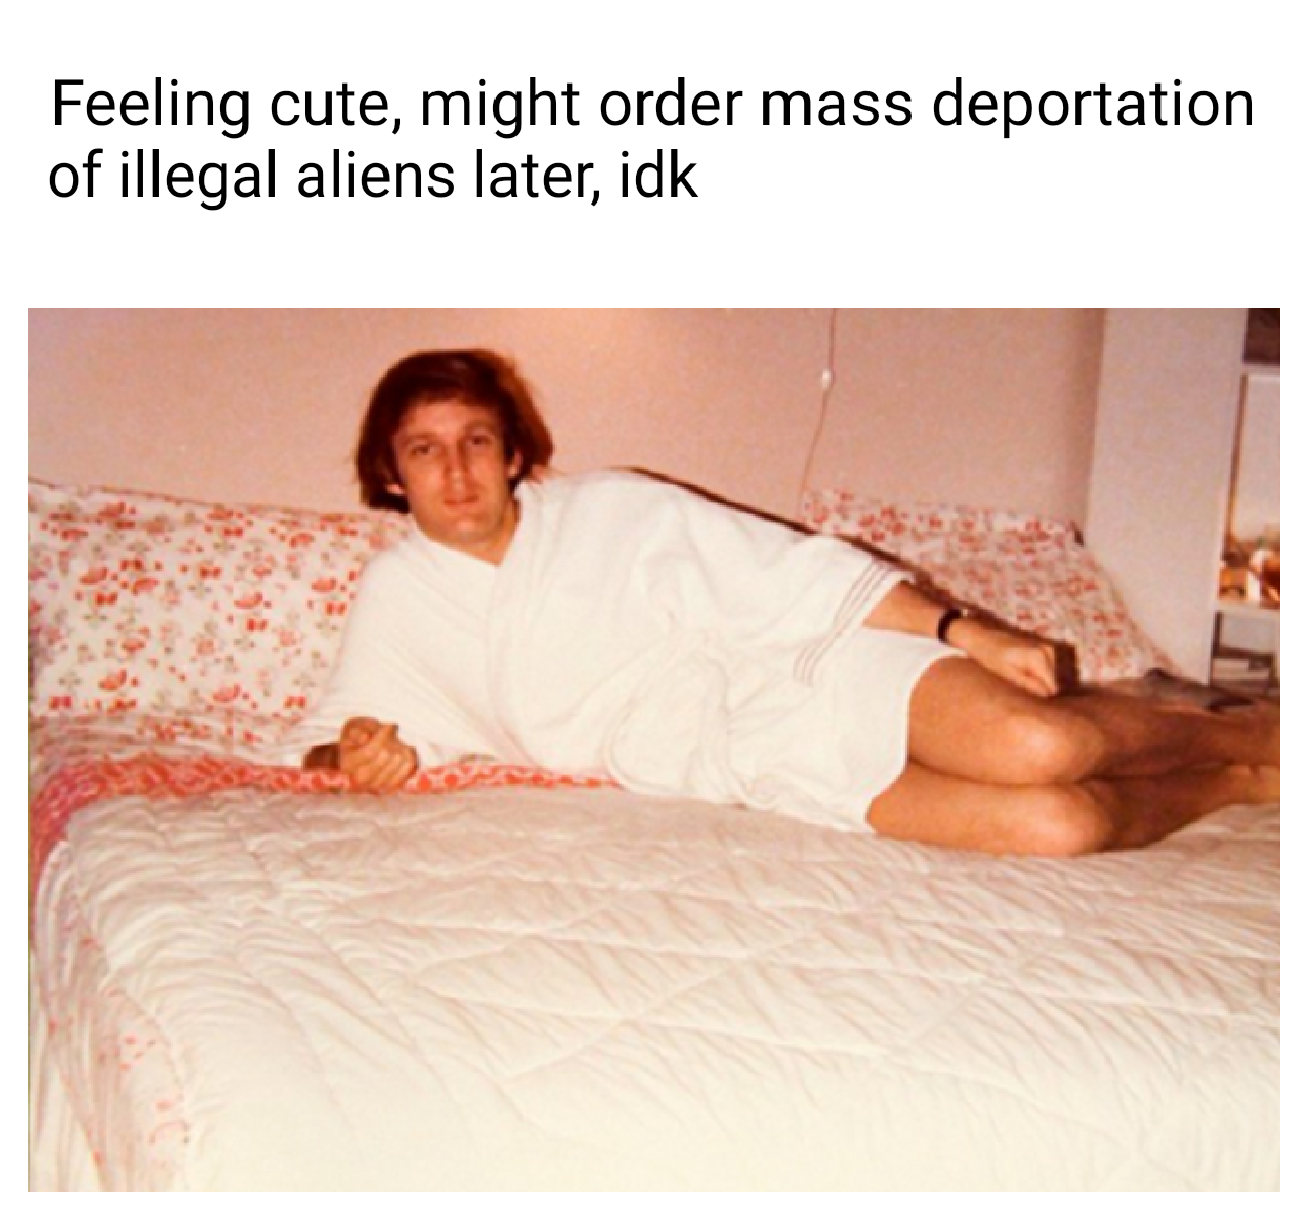 Feeling cute, might order mass deportation
of illegal aliens later, idk